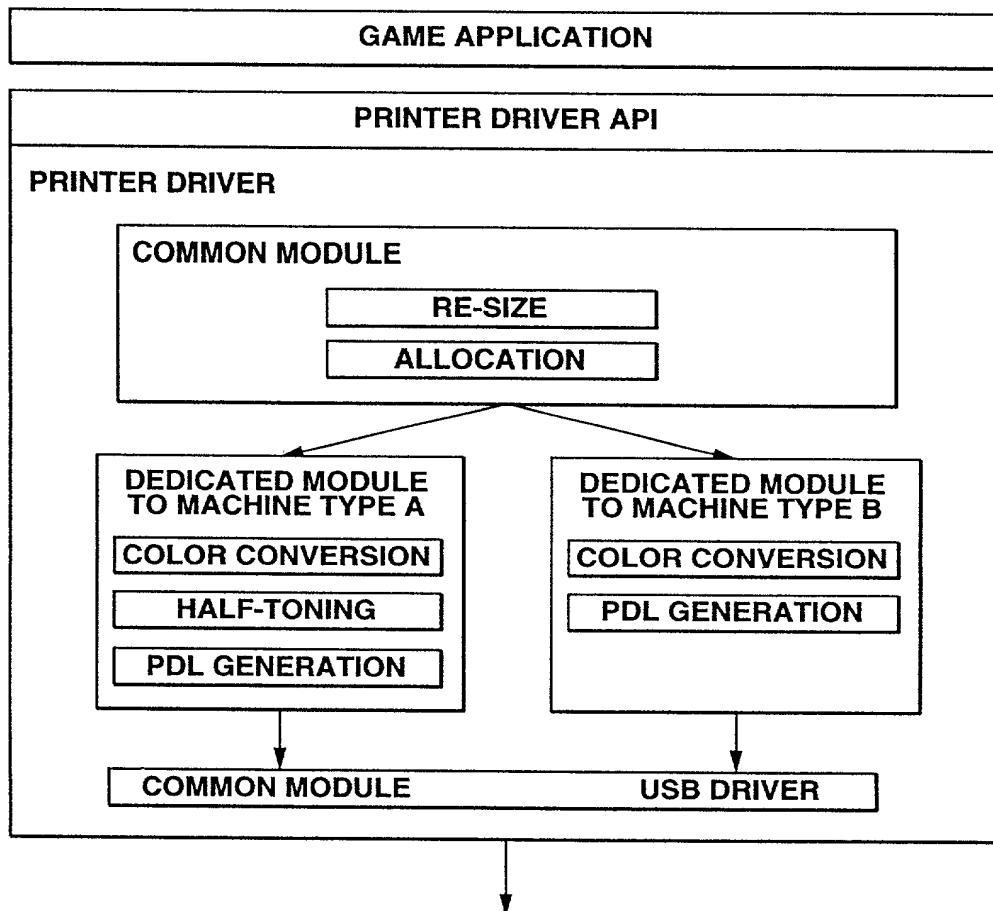 GAME APPLICATION
PRINTER DRIVER API
PRINTER DRIVER
COMMON MODULE
RE-SIZE
ALLOCATION
DEDICATED MODULE
TO MACHINE TYPE A
COLOR CONVERSION
HALF-TONING
PDL GENERATION
DEDICATED MODULE
TO MACHINE TYPE B
COLOR CONVERSION
PDL GENERATION
COMMON MODULE USB DRIVER